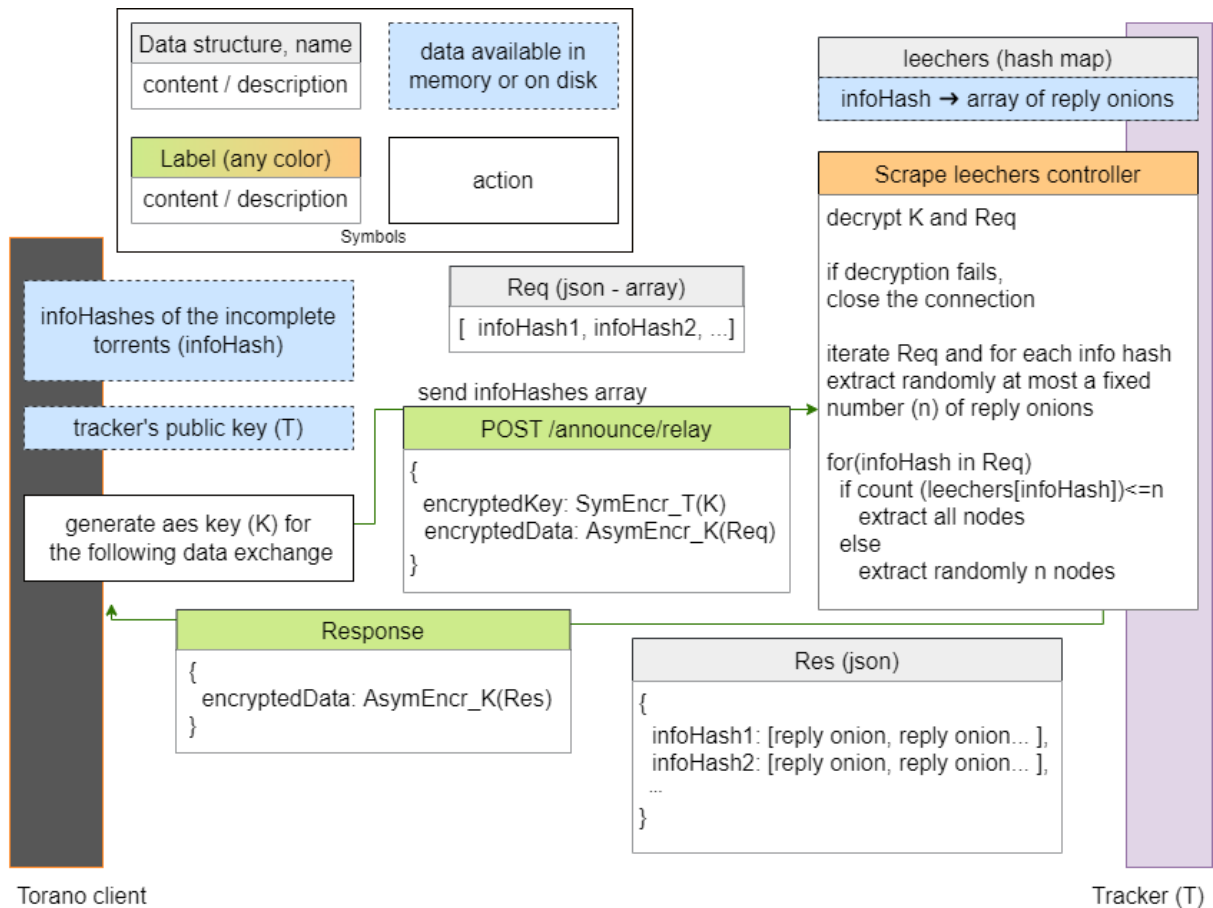 Data structure, name
content / description
data available in
memory or on disk
Label (any color)
content / description
action
Symbols
leechers (hash map)
infoHash ➜ array of reply onions
Scrape leechers controller
decrypt K and Req
if decryption fails,
close the connection
iterate Req and for each info hash
extract randomly at most a fixed
number (n) of reply onions
for(infoHash in Req)
if count (leechers[infoHash])<=n
extract all nodes
else
extract randomly n nodes
infoHashes of the incomplete
torrents (infoHash)
tracker's public key (T)
generate aes key (K) for
the following data exchange
Req (json - array)
[ infoHash1, infoHash2, ...]
send infoHashes array
POST /announce/relay
{
encryptedKey: SymEncr_T(K)
encryptedData: AsymEncr_K(Req)
}
Response
{
encryptedData: AsymEncr_K(Res)
}
Res (json)
{
infoHash1: [reply onion, reply onion... ],
infoHash2: [reply onion, reply onion... ],
...
}
Torano client
Tracker (T)